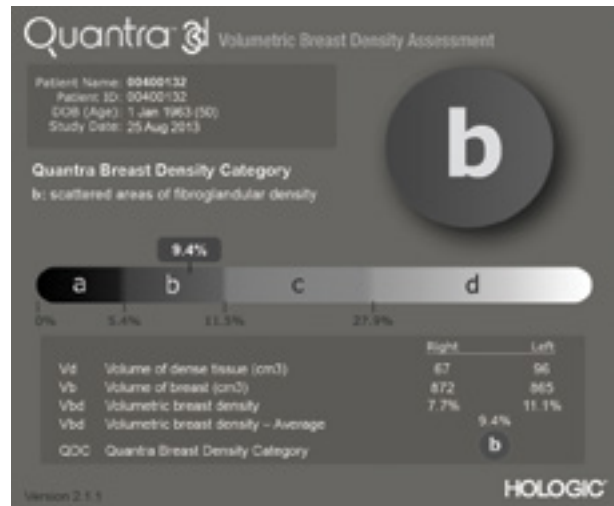 Quantra 3d Volumetric Breast Density Assessment
Patient Name: 00400132
Patient ID: 00400132
DOB (Age): 1 Jan 1963 (50)
Study Date: 25 Aug 2013
b
Quantra Breast Density Category
b: scattered areas of fibroglandular density
9.4%
a b c d
0% 5.4% 11.5% 27.9%
Right Left
Vd Volume of dense tissue (cm3) 67 96
Vb Volume of breast (cm3) 872 865
Vbd Volumetric breast density 7.7% 11.1%
Vbd Volumetric breast density – Average 9.4%
QDC Quantra Breast Density Category b
Version 2.1.1
HOLOGIC